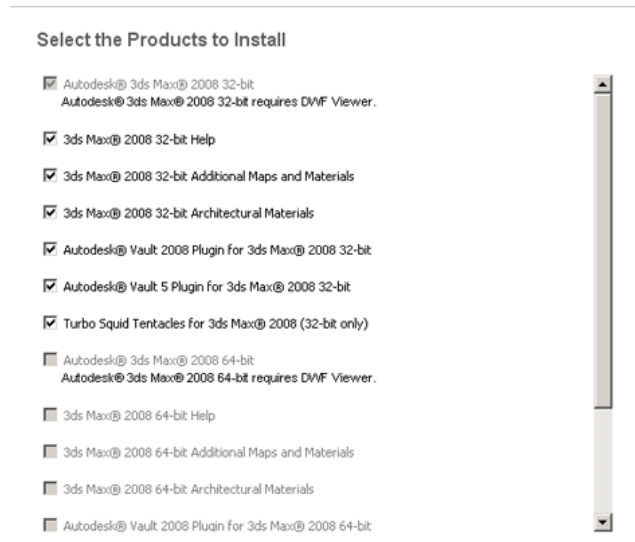 Select the Products to Install
Autodesk® 3ds Max® 2008 32-bit
Autodesk® 3ds Max® 2008 32-bit requires DWF Viewer.
3ds Max® 2008 32-bit Help
3ds Max® 2008 32-bit Additional Maps and Materials
3ds Max® 2008 32-bit Architectural Materials
Autodesk® Vault 2008 Plugin for 3ds Max® 2008 32-bit
Autodesk® Vault 5 Plugin for 3ds Max® 2008 32-bit
Turbo Squid Tentacles for 3ds Max® 2008 (32-bit only)
Autodesk® 3ds Max® 2008 64-bit
Autodesk® 3ds Max® 2008 64-bit requires DWF Viewer.
3ds Max® 2008 64-bit Help
3ds Max® 2008 64-bit Additional Maps and Materials
3ds Max® 2008 64-bit Architectural Materials
Autodesk® Vault 2008 Plugin for 3ds Max® 2008 64-bit